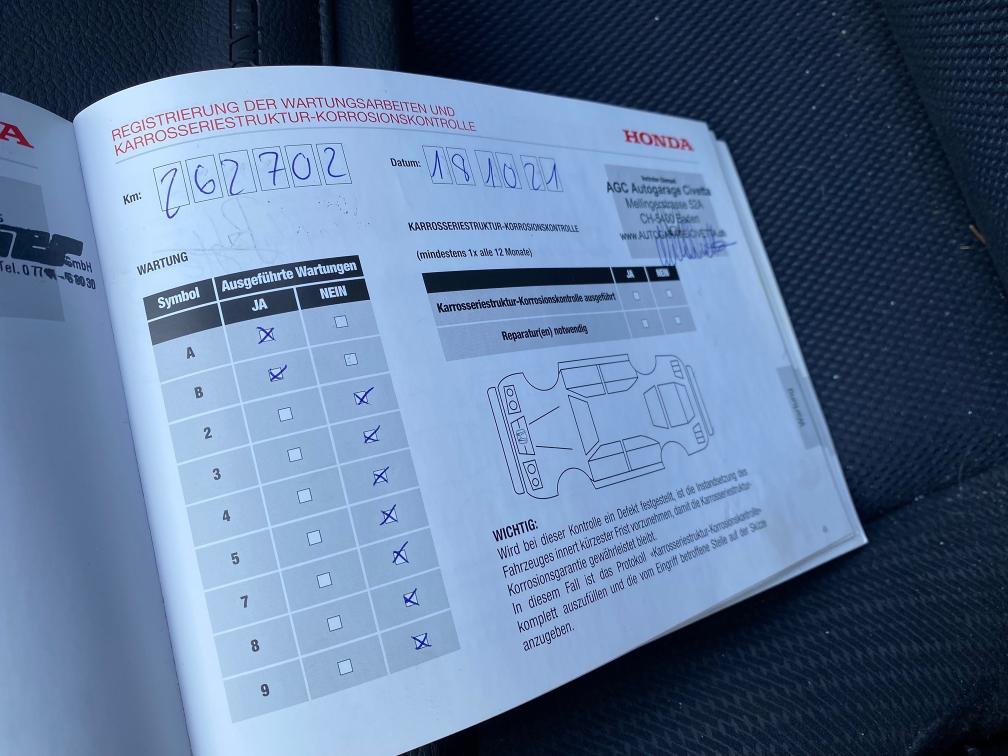 A
GmbH
REGISTRIERUNG DER WARTUNGSARBEITEN UND
KARROSSERIESTRUKTUR-KORROSIONSKONTROLLE
HONDA
Km: 262702
Datum: 181021
AGC Autogarage Civetta
Mellingerstrasse 52A
CH-5400 Baden
WARTUNG
Symbol
Ausgeführte Wartungen
JA NEIN
A
B
2
3
4
5
7
8
9
KARROSSERIESTRUKTUR-KORROSIONSKONTROLLE
(mindestens 1x alle 12 Monate)
JA NEIN
Karrosseriestruktur-Korrosionskontrolle ausgeführt
Reparatur(en) notwendig
WICHTIG:
Wird bei dieser Kontrolle ein Defekt festgestellt, ist die Instandsetzung des
Fahrzeuges innert kürzester Frist vorzunehmen, damit die Karrosseriestruktur-
Korrosionsgarantie gewährleistet bleibt.
In diesem Fall ist das Protokoll «Karrosseriestruktur-Korrosionskontrolle»
komplett auszufüllen und die vom Eingriff betroffene Stelle auf der Skizze
anzugeben.
Wartung